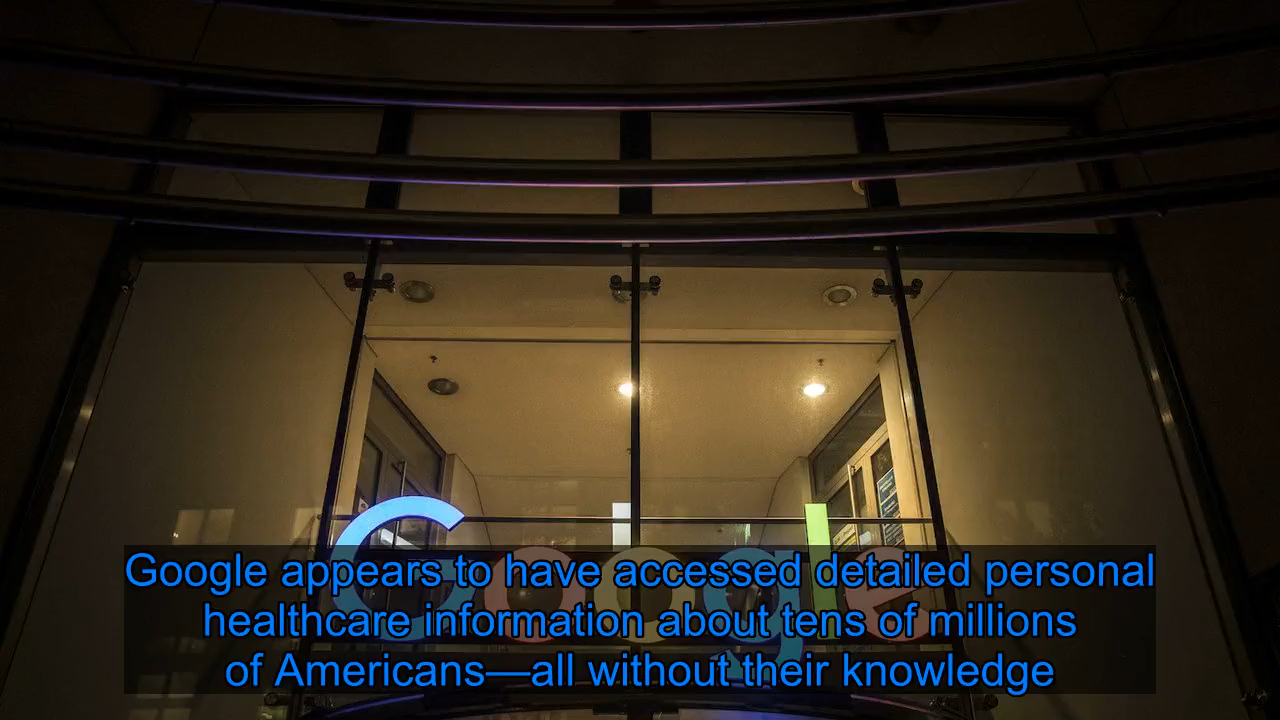 Google
Google appears to have accessed detailed personal
healthcare information about tens of millions
of Americans—all without their knowledge